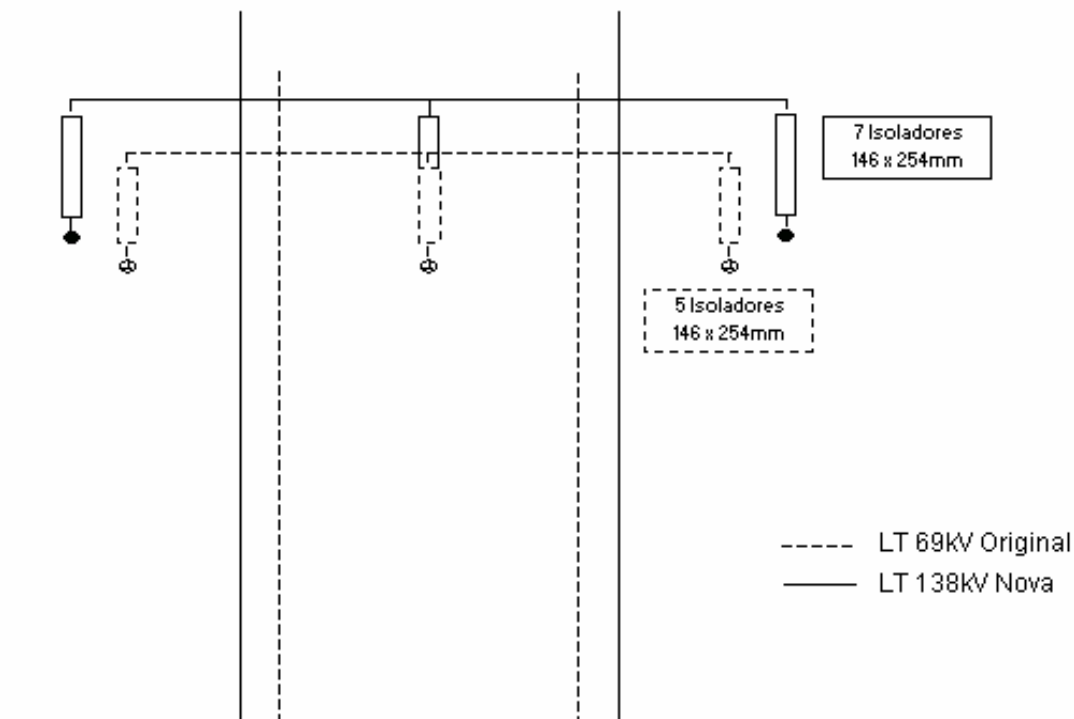 7 Isoladores
146 x 254mm
5 Isoladores
146 x 254mm
LT 69kV Original
LT 138kV Nova